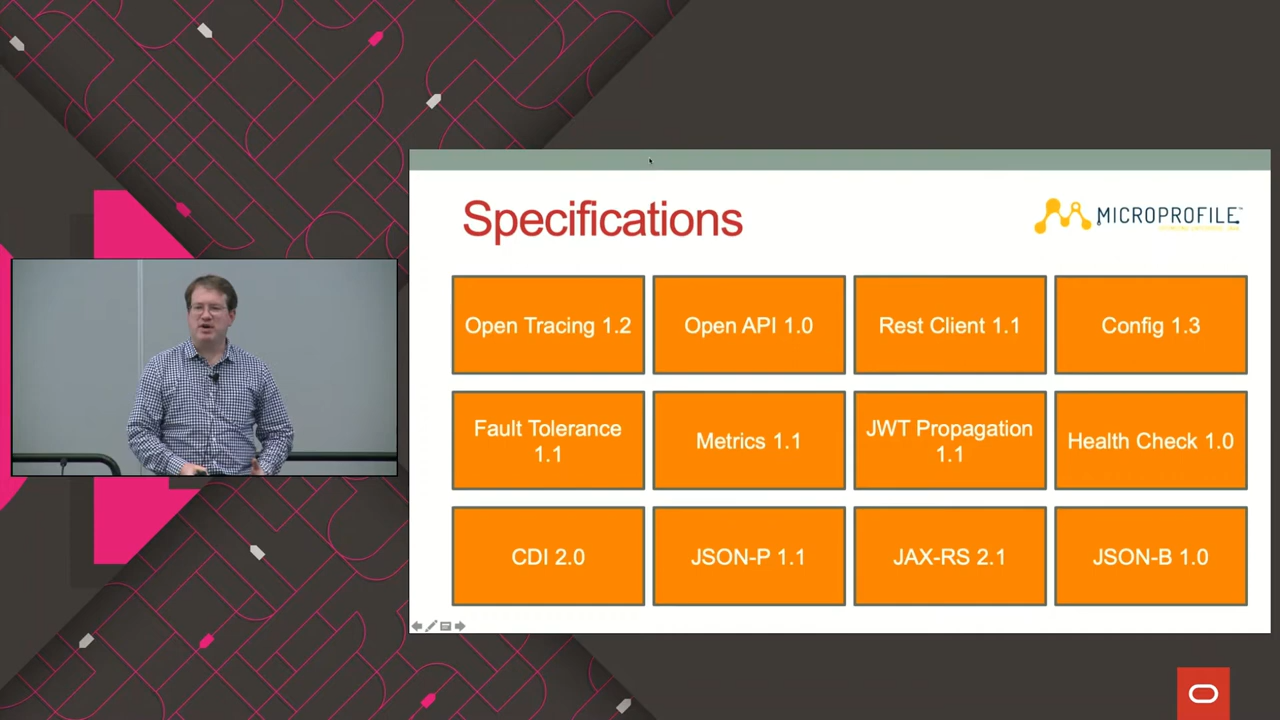 Specifications
MICROPROFILE™
Open Tracing 1.2
Open API 1.0
Rest Client 1.1
Config 1.3
Fault Tolerance
1.1
Metrics 1.1
JWT Propagation
1.1
Health Check 1.0
CDI 2.0
JSON-P 1.1
JAX-RS 2.1
JSON-B 1.0